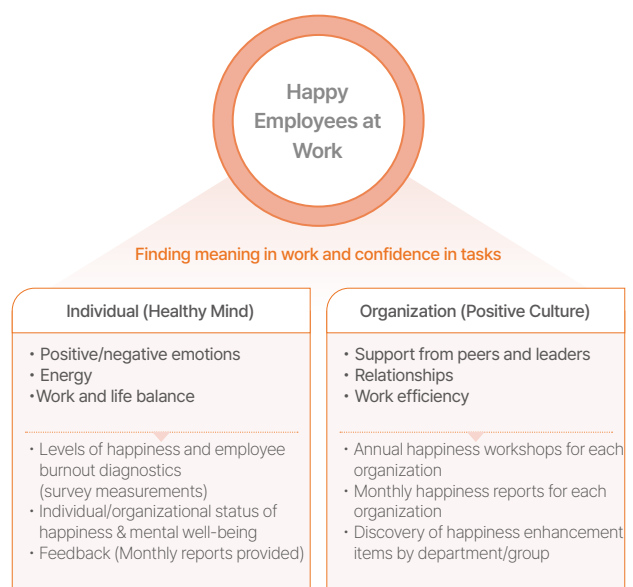 Happy
Employees at
Work
Finding meaning in work and confidence in tasks
Individual (Healthy Mind)
• Positive/negative emotions
• Energy
•Work and life balance
• Levels of happiness and employee
burnout diagnostics
(survey measurements)
• Individual/organizational status of
happiness & mental well-being
• Feedback (Monthly reports provided)
Organization (Positive Culture)
• Support from peers and leaders
• Relationships
• Work efficiency
• Annual happiness workshops for each
organization
• Monthly happiness reports for each
organization
• Discovery of happiness enhancement
items by department/group